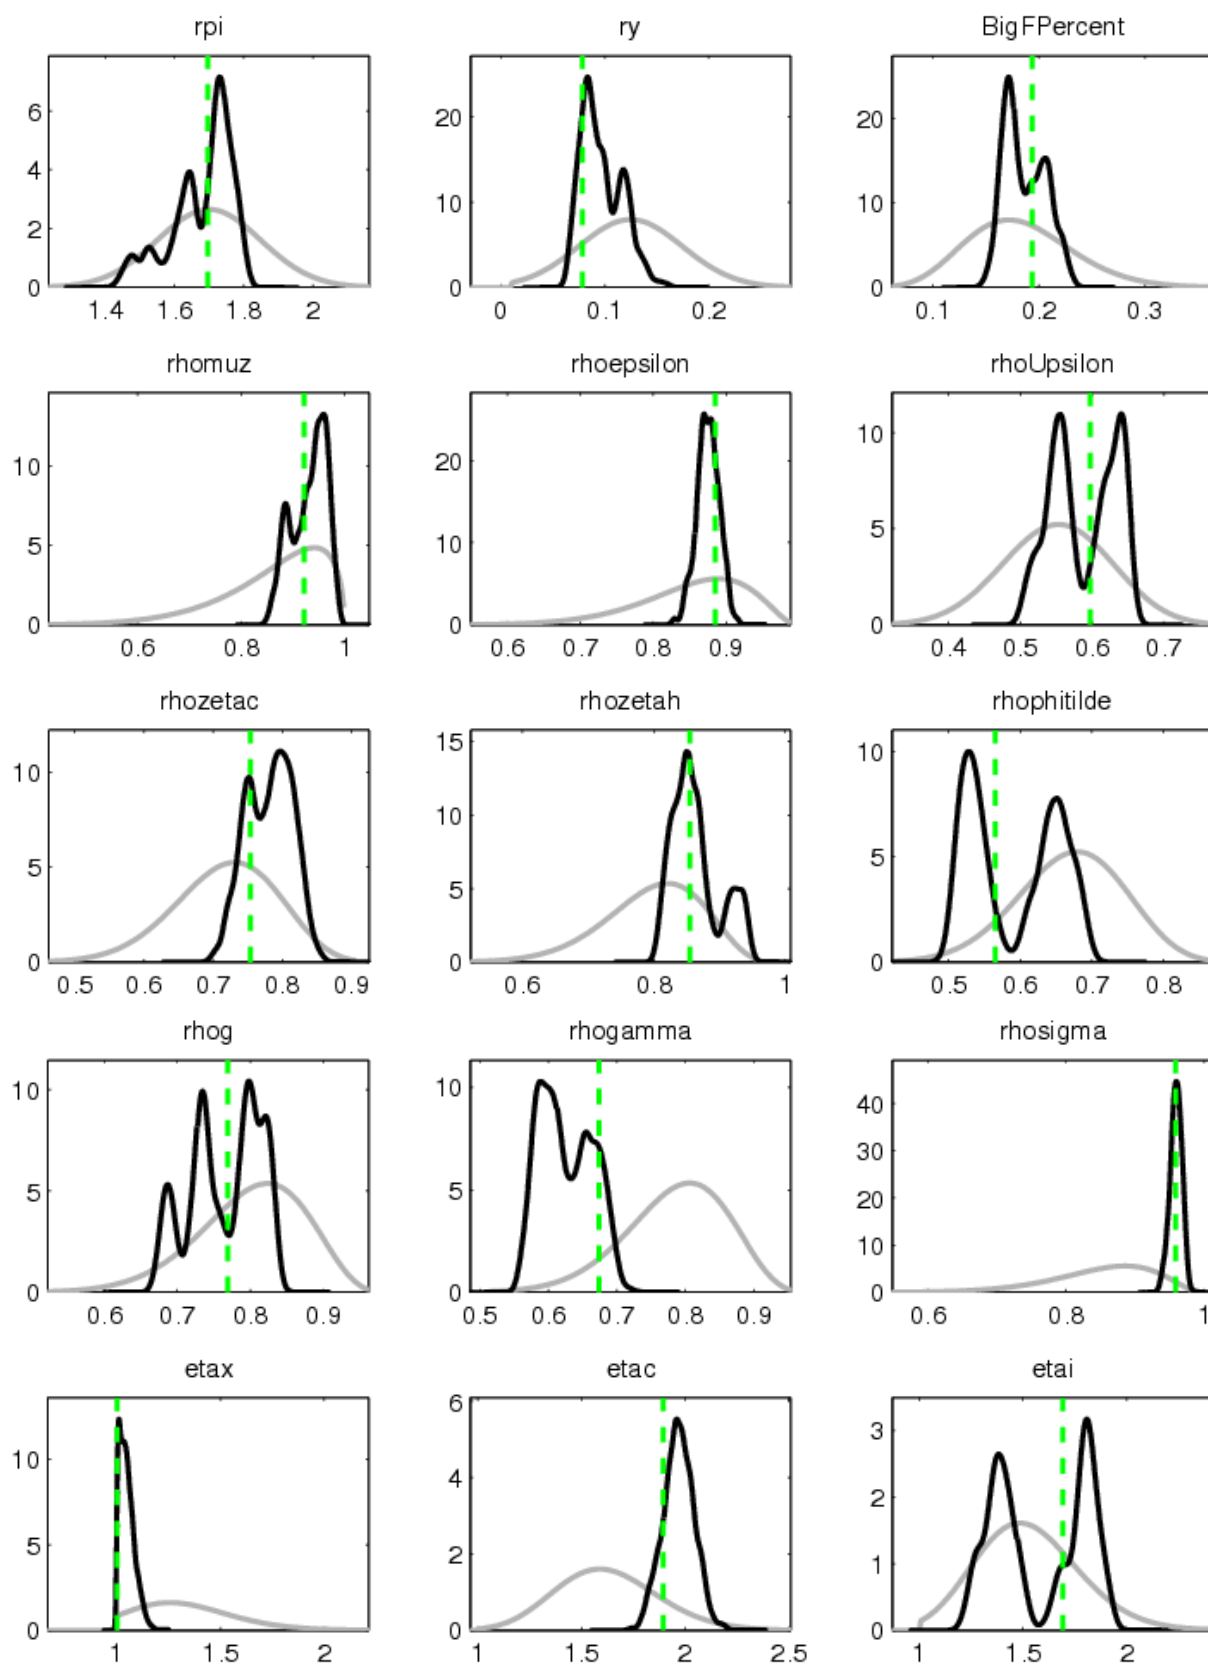 rpi ry BigFPercent
6 4 2 0 20 10 0 20 10 0
1.4 1.6 1.8 2 0 0.1 0.2 0.1 0.2 0.3
rhomuz rhoepsilon rhoUpsilon
10 5 0 20 10 0 10 5 0
0.6 0.8 1 0.6 0.7 0.8 0.9 0.4 0.5 0.6 0.7
rhozetac rhozetah rhophitilde
10 5 0 15 10 5 0 10 5 0
0.5 0.6 0.7 0.8 0.9 0.6 0.8 1 0.5 0.6 0.7 0.8
rhog rhogamma rhosigma
10 5 0 10 5 0 40 30 20 10 0
0.6 0.7 0.8 0.9 0.5 0.6 0.7 0.8 0.9 0.6 0.8 1
etax etac etai
10 5 0 6 4 2 0 3 2 1 0
1 1.5 2 1 1.5 2 2.5 1 1.5 2